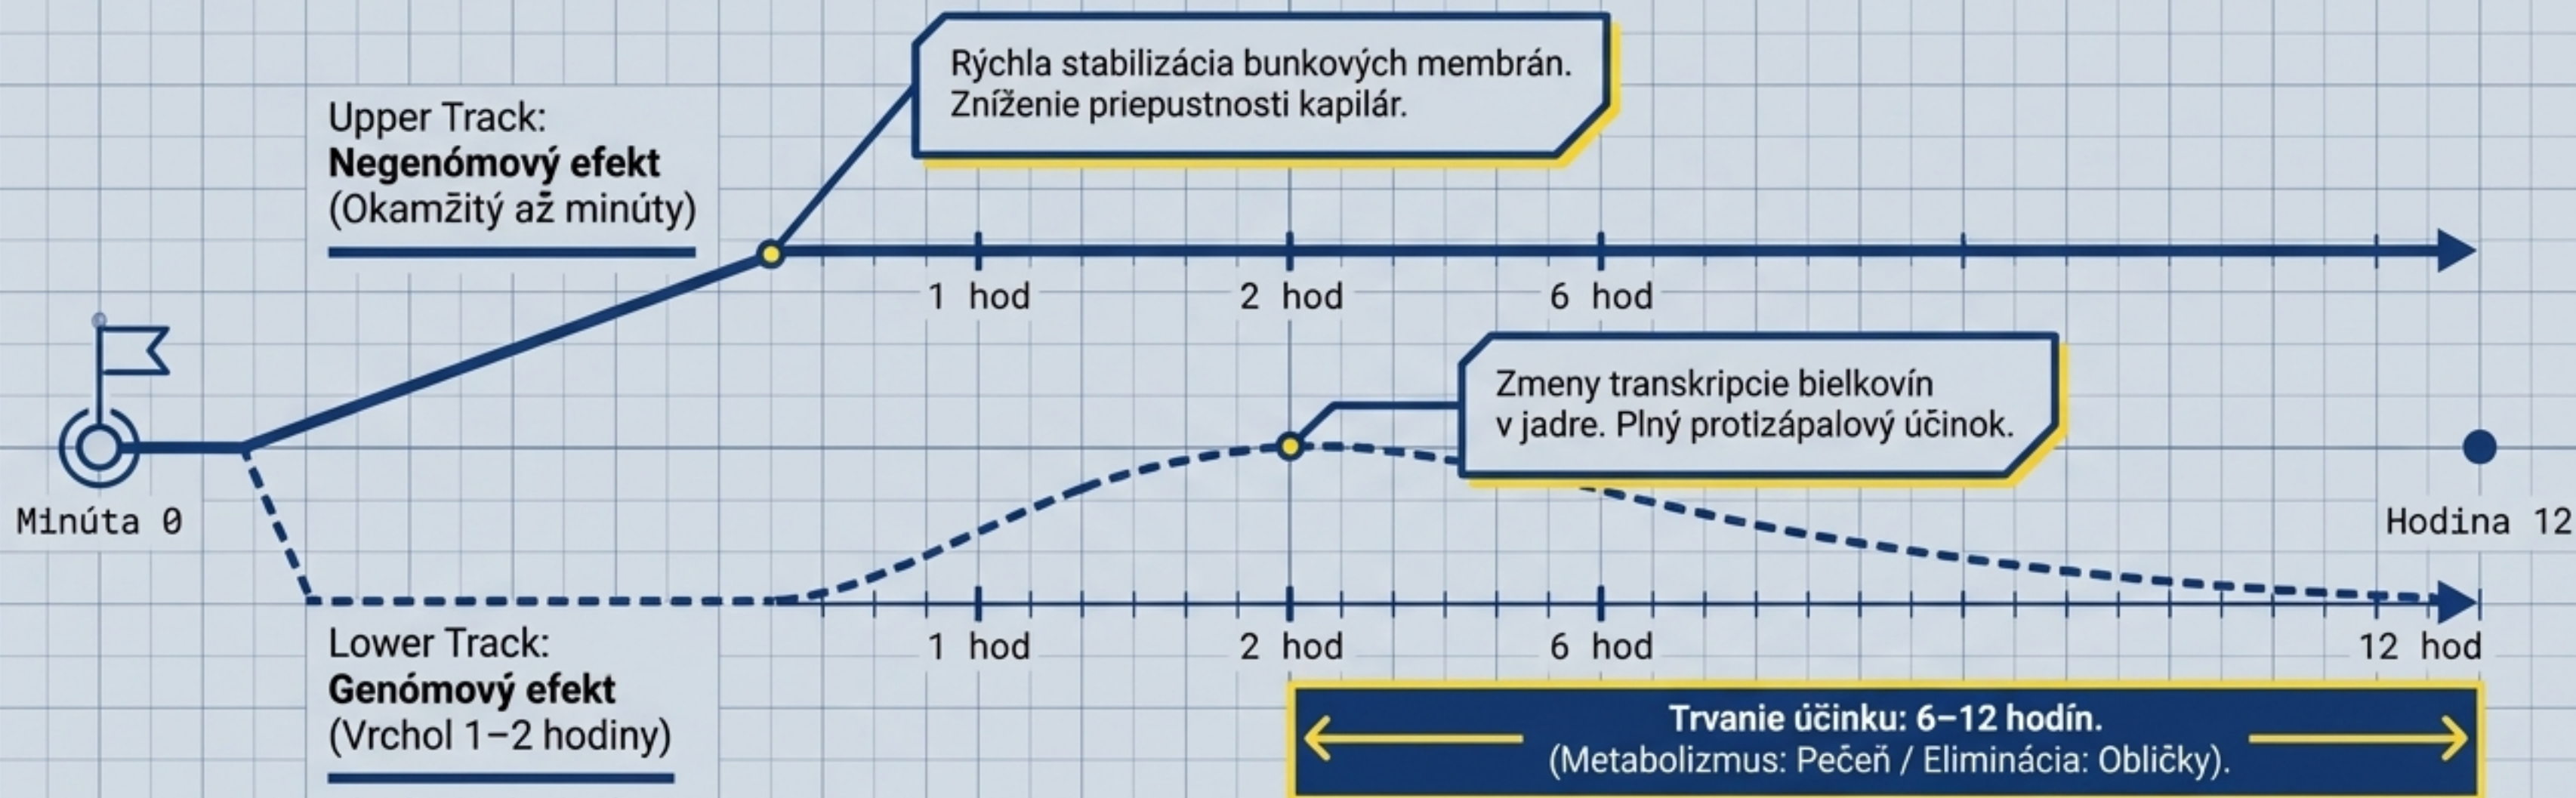 Rýchla stabilizácia bunkových membrán.
Zníženie priepustnosti kapilár.
Upper Track:
Negenómový efekt
(Okamžitý až minúty)
1 hod
2 hod
6 hod
Zmeny transkripcie bielkovín
v jadre. Plný protizápalový účinok.
Minúta 0
Hodina 12
Lower Track:
Genómový efekt
(Vrchol 1–2 hodiny)
1 hod
2 hod
6 hod
12 hod
Trvanie účinku: 6–12 hodín.
(Metabolizmus: Pečeň / Eliminácia: Obličky).